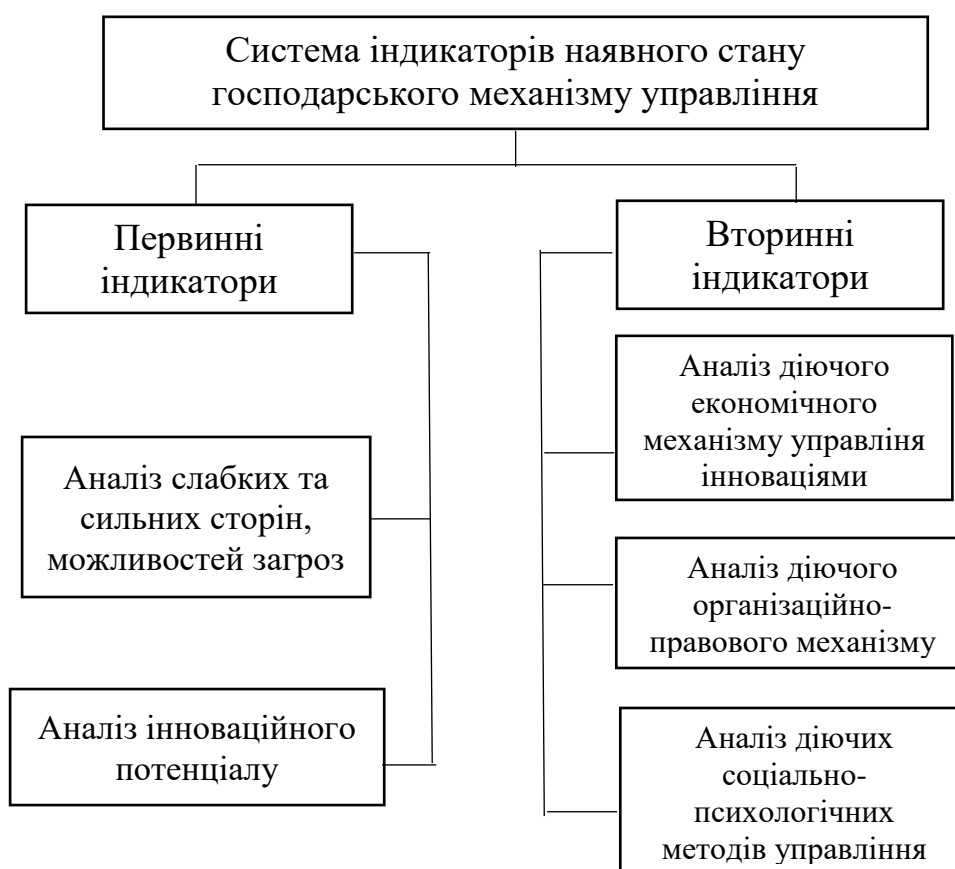 Система індикаторів наявного стану
господарського механізму управління
Первинні
індикатори
Аналіз слабких та
сильних сторін,
можливостей загроз
Аналіз інноваційного
потенціалу
Вторинні
індикатори
Аналіз діючого
економічного
механізму управліня
інноваціями
Аналіз діючого
організаційно-
правового механізму
Аналіз діючих
соціально-
психологічних
методів управління